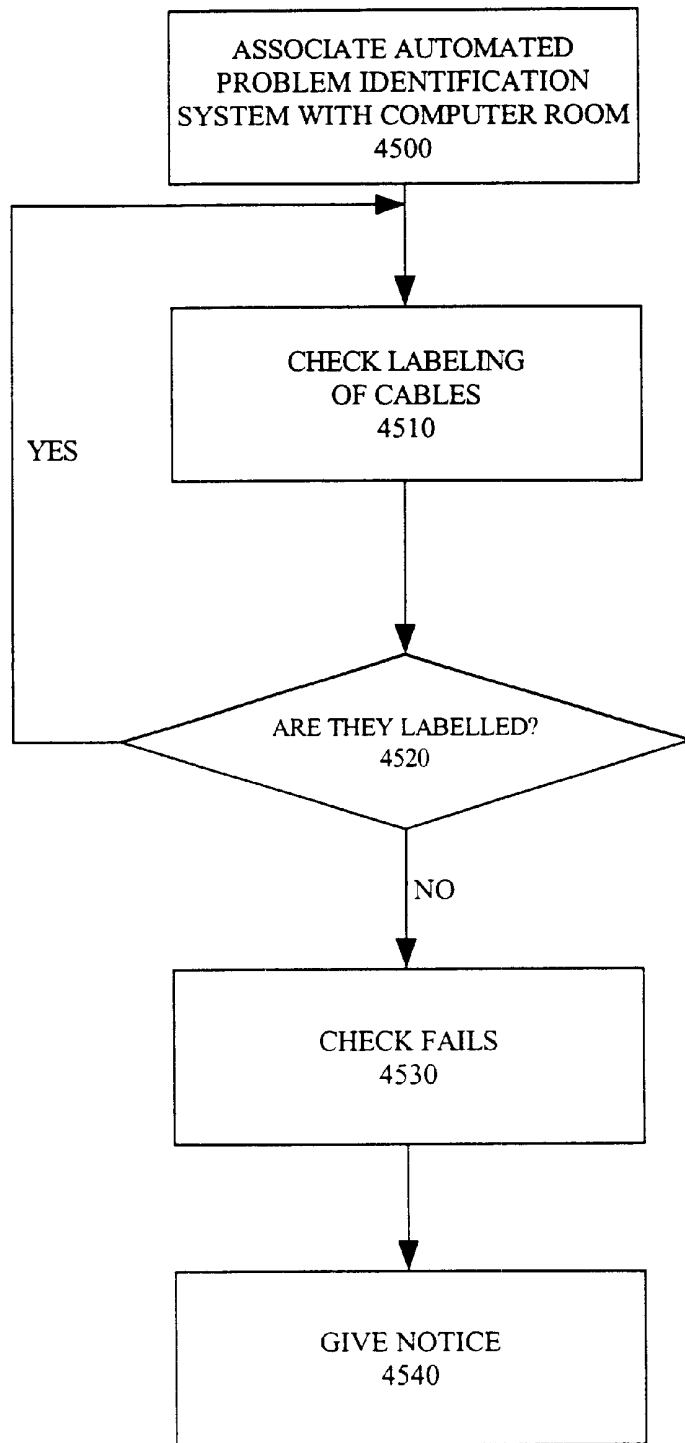 ASSOCIATE AUTOMATED
PROBLEM IDENTIFICATION
SYSTEM WITH COMPUTER ROOM
4500
CHECK LABELING
OF CABLES
4510
YES
ARE THEY LABELLED?
4520
NO
CHECK FAILS
4530
GIVE NOTICE
4540